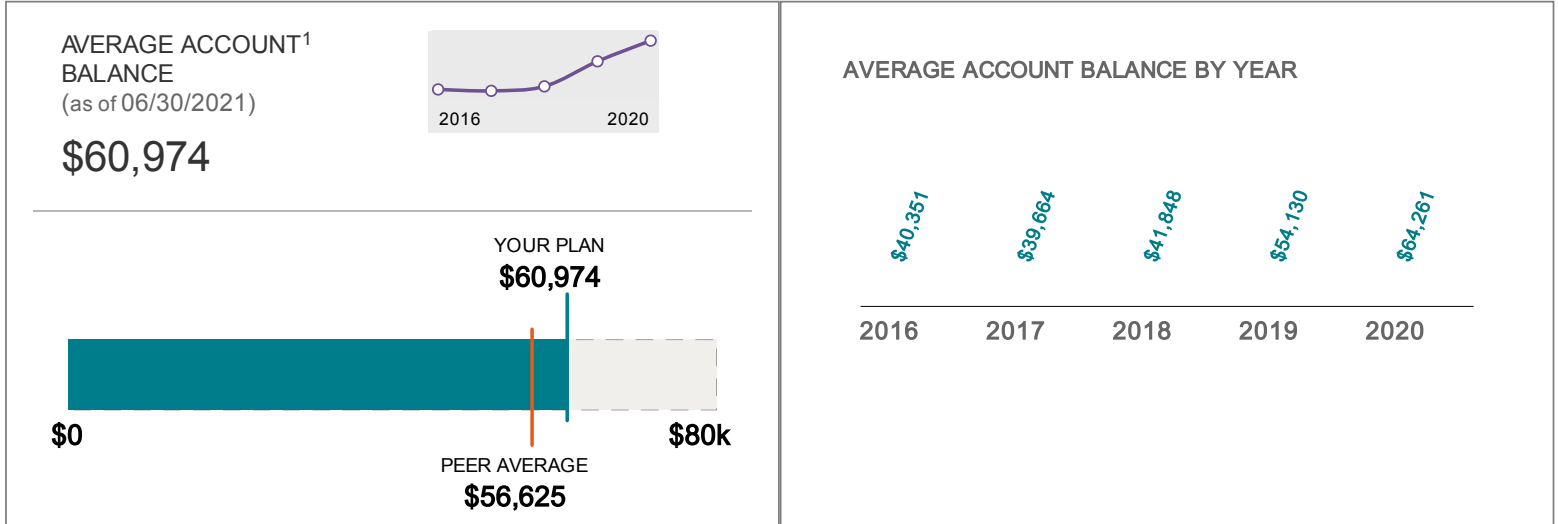 AVERAGE ACCOUNT¹
BALANCE
(as of 06/30/2021)
$60,974
2016 2020
YOUR PLAN
$60,974
$0 $80k
PEER AVERAGE
$56,625
AVERAGE ACCOUNT BALANCE BY YEAR
$40,351 $39,664 $41,848 $54,130 $64,261
2016 2017 2018 2019 2020